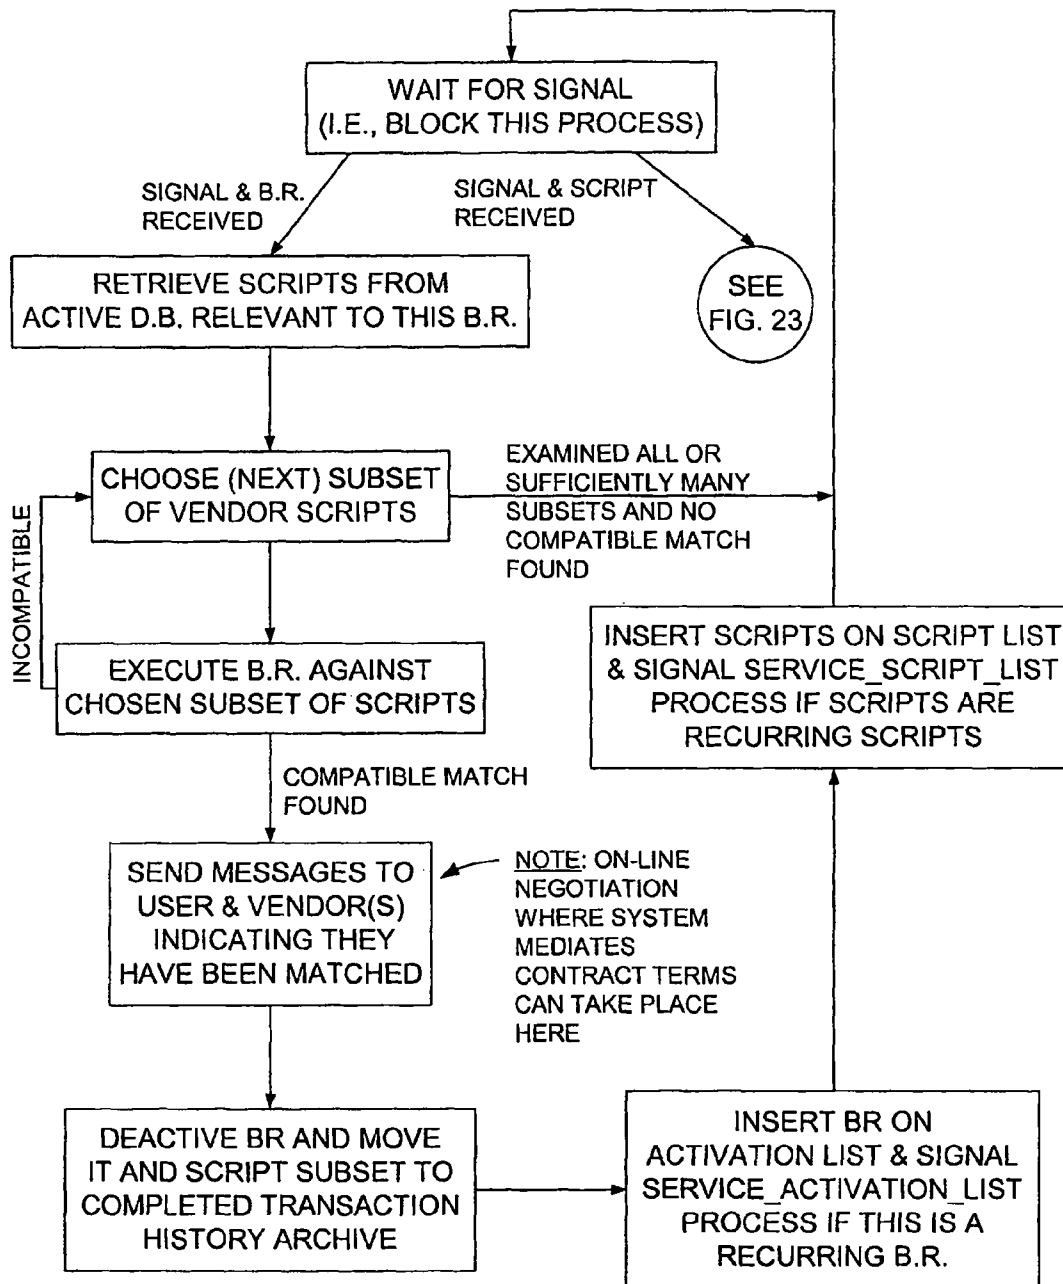 WAIT FOR SIGNAL
(I.E., BLOCK THIS PROCESS)
SIGNAL & B.R.
RECEIVED
SIGNAL & SCRIPT
RECEIVED
RETRIEVE SCRIPTS FROM
ACTIVE D.B. RELEVANT TO THIS B.R.
SEE
FIG. 23
CHOOSE (NEXT) SUBSET
OF VENDOR SCRIPTS
EXAMINED ALL OR
SUFFICIENTLY MANY
SUBSETS AND NO
COMPATIBLE MATCH
FOUND
INCOMPATIBLE
EXECUTE B.R. AGAINST
CHOSEN SUBSET OF SCRIPTS
INSERT SCRIPTS ON SCRIPT LIST
& SIGNAL SERVICE_SCRIPT_LIST
PROCESS IF SCRIPTS ARE
RECURRING SCRIPTS
COMPATIBLE MATCH
FOUND
SEND MESSAGES TO
USER & VENDOR(S)
INDICATING THEY
HAVE BEEN MATCHED
NOTE: ON-LINE
NEGOTIATION
WHERE SYSTEM
MEDIATES
CONTRACT TERMS
CAN TAKE PLACE
HERE
DEACTIVE BR AND MOVE
IT AND SCRIPT SUBSET TO
COMPLETED TRANSACTION
HISTORY ARCHIVE
INSERT BR ON
ACTIVATION LIST & SIGNAL
SERVICE_ACTIVATION_LIST
PROCESS IF THIS IS A
RECURRING B.R.